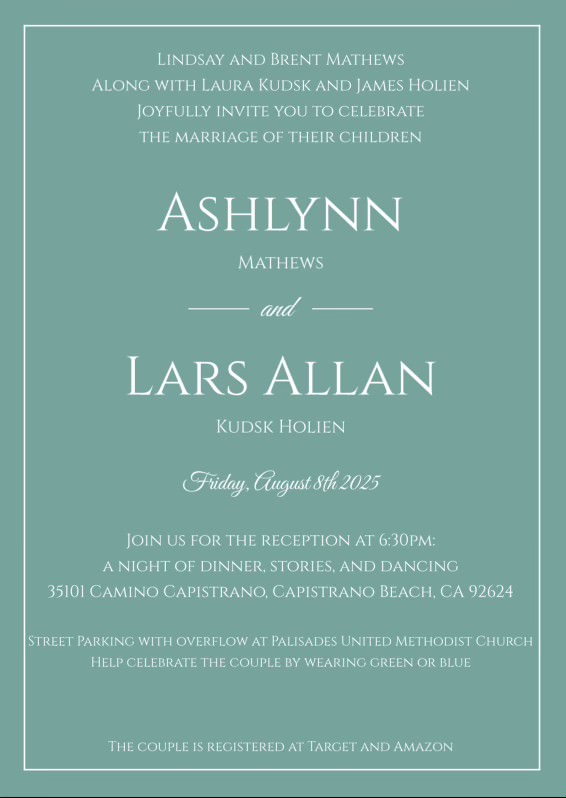 Lindsay and Brent Mathews
Along with Laura Kudsk and James Holien
Joyfully invite you to celebrate
the marriage of their children
Ashlynn
Mathews
and
Lars Allan
Kudsk Holien
Friday, August 8th 2025
Join us for the reception at 6:30pm:
a night of dinner, stories, and dancing
35101 Camino Capistrano, Capistrano Beach, CA 92624
Street Parking with overflow at Palisades United Methodist Church
Help celebrate the couple by wearing green or blue
The couple is registered at Target and Amazon